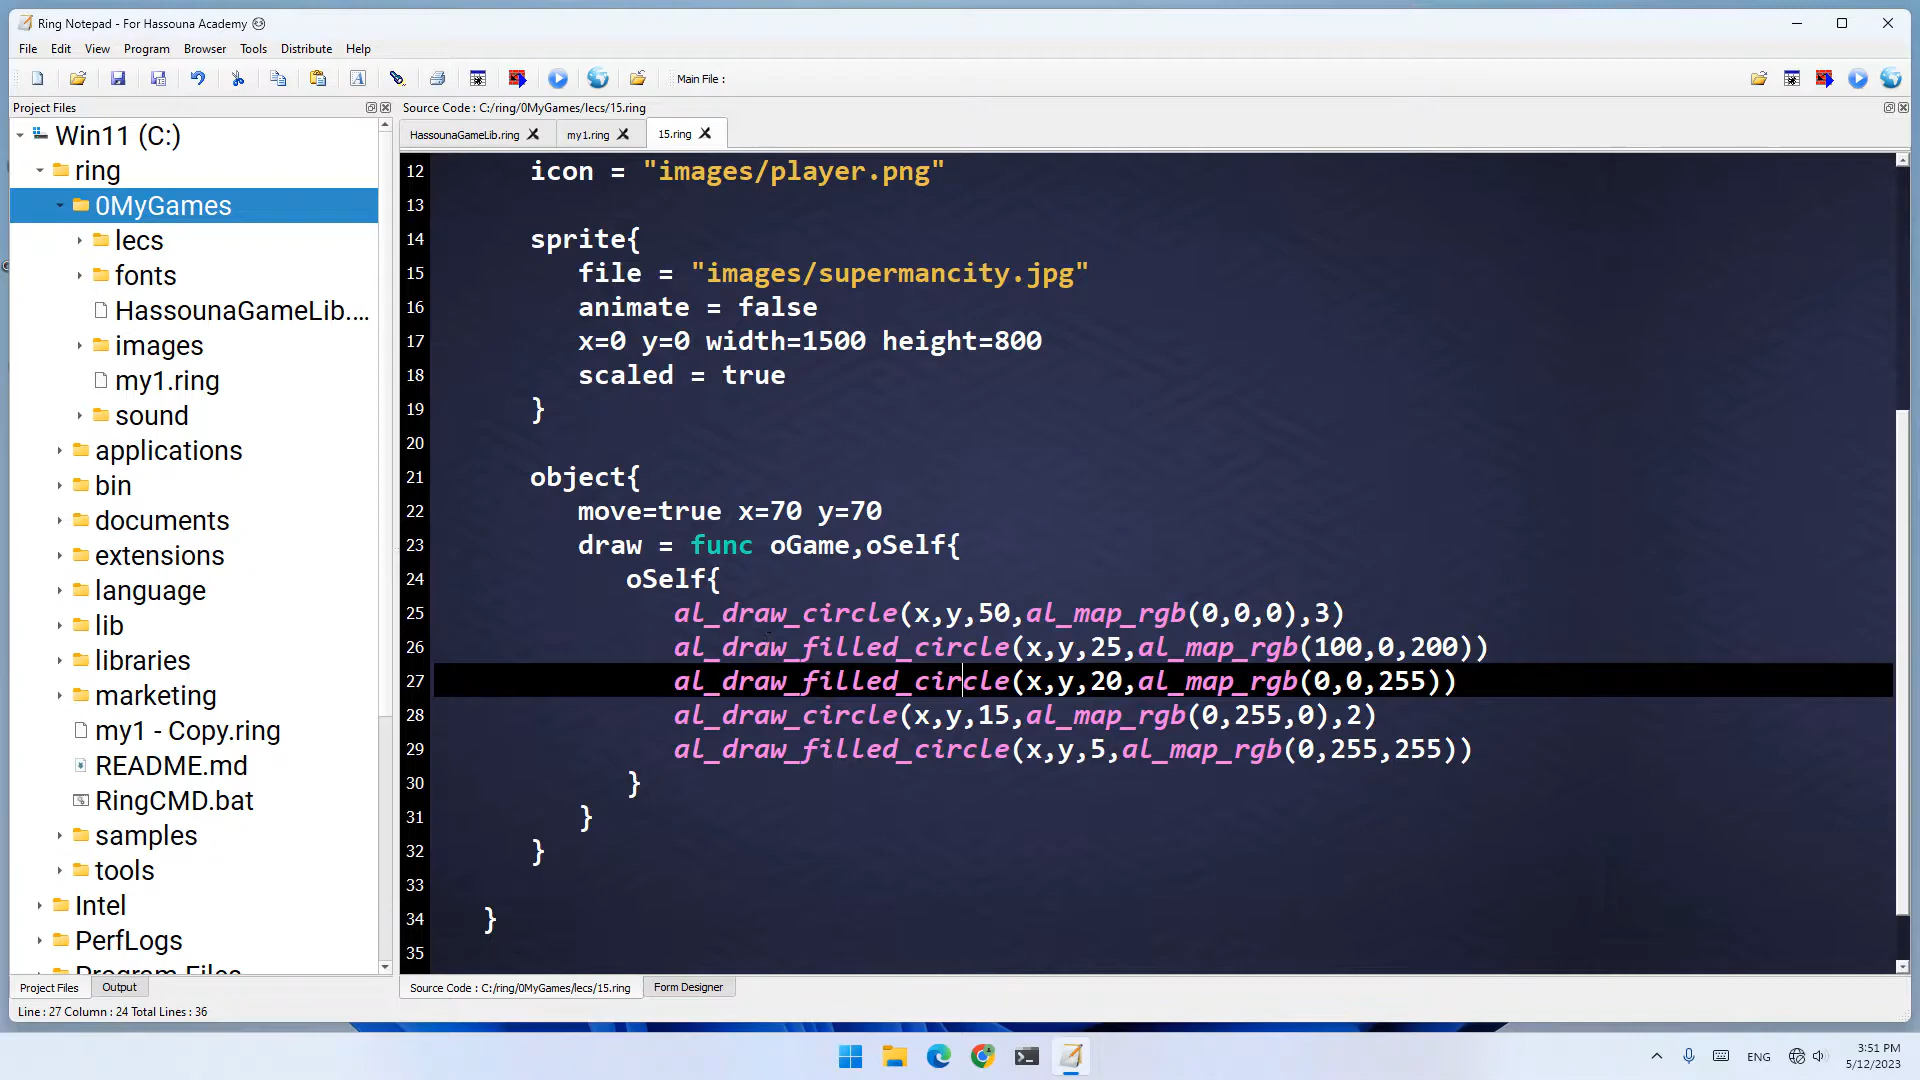 Ring Notepad - For Hassouna Academy
File Edit View Program Browser Tools Distribute Help
Main File :
Project Files
Win11 (C:)
ring
0MyGames
lecs
fonts
HassounaGameLib....
images
my1.ring
sound
applications
bin
documents
extensions
language
lib
libraries
marketing
my1 - Copy.ring
README.md
RingCMD.bat
samples
tools
Intel
PerfLogs
Program Files
Project Files Output
Source Code : C:/ring/0MyGames/lecs/15.ring
HassounaGameLib.ring my1.ring 15.ring
12 icon = "images/player.png"
13
14 sprite{
15 file = "images/supermancity.jpg"
16 animate = false
17 x=0 y=0 width=1500 height=800
18 scaled = true
19 }
20
21 object{
22 move=true x=70 y=70
23 draw = func oGame,oSelf{
24 oSelf{
25 al_draw_circle(x,y,50,al_map_rgb(0,0,0),3)
26 al_draw_filled_circle(x,y,25,al_map_rgb(100,0,200))
27 al_draw_filled_circle(x,y,20,al_map_rgb(0,0,255))
28 al_draw_circle(x,y,15,al_map_rgb(0,255,0),2)
29 al_draw_filled_circle(x,y,5,al_map_rgb(0,255,255))
30 }
31 }
32 }
33
34 }
35
Source Code : C:/ring/0MyGames/lecs/15.ring Form Designer
Line : 27 Column : 24 Total Lines : 36
ENG
3:51 PM
5/12/2023